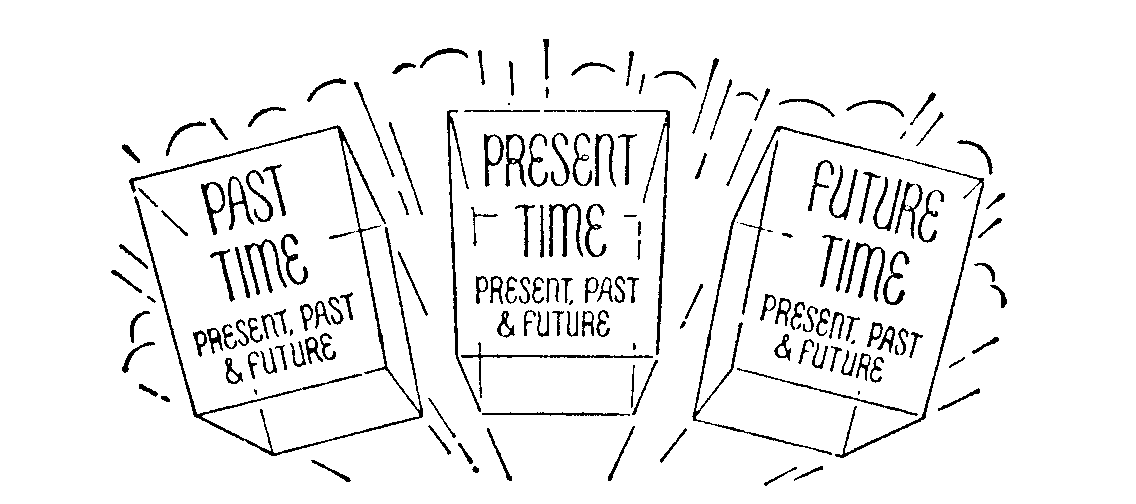 PAST
TIME
PRESENT, PAST
& FUTURE
PRESENT
TIME
PRESENT, PAST
& FUTURE
FUTURE
TIME
PRESENT, PAST
& FUTURE